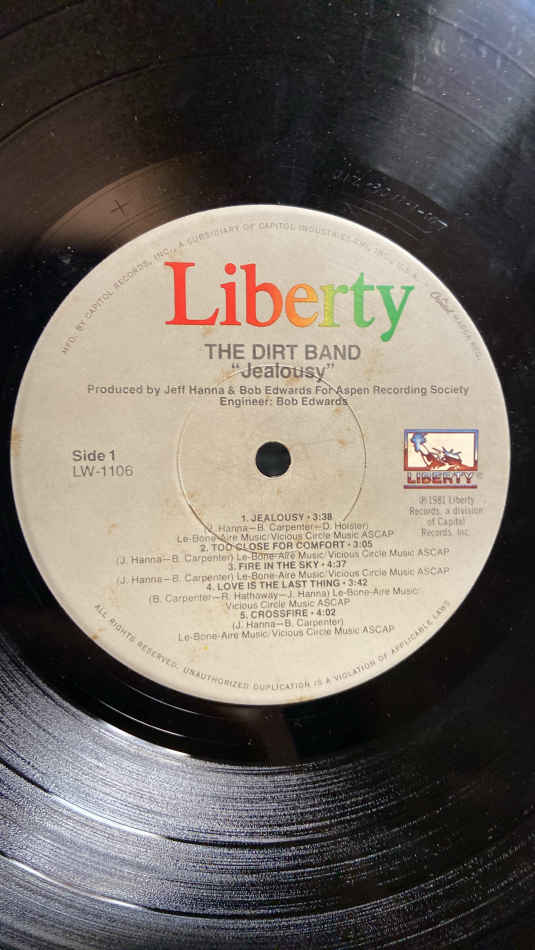 MFD. BY CAPITOL RECORDS, INC., A SUBSIDIARY OF CAPITOL INDUSTRIES-EMI, INC., U.S.A.
Capitol MARCA REG.
Liberty
THE DIRT BAND
"Jealousy"
Produced by Jeff Hanna & Bob Edwards For Aspen Recording Society
Engineer: Bob Edwards
Side 1
LW-1106
LIBERTY®
℗ 1981 Liberty
Records, a division
of Capitol
Records, Inc.
1. JEALOUSY • 3:38
(J. Hanna—B. Carpenter—D. Holster)
Le-Bone-Aire Music/Vicious Circle Music ASCAP
2. TOO CLOSE FOR COMFORT • 3:05
(J. Hanna—B. Carpenter) Le-Bone-Aire Music/Vicious Circle Music ASCAP
3. FIRE IN THE SKY • 4:37
(J. Hanna—B. Carpenter) Le-Bone-Aire Music/Vicious Circle Music ASCAP
4. LOVE IS THE LAST THING • 3:42
(B. Carpenter—R. Hathaway—J. Hanna) Le-Bone-Aire Music/
Vicious Circle Music ASCAP
5. CROSSFIRE • 4:02
(J. Hanna—B. Carpenter)
Le-Bone-Aire Music/Vicious Circle Music ASCAP
ALL RIGHTS RESERVED. UNAUTHORIZED DUPLICATION IS A VIOLATION OF APPLICABLE LAWS